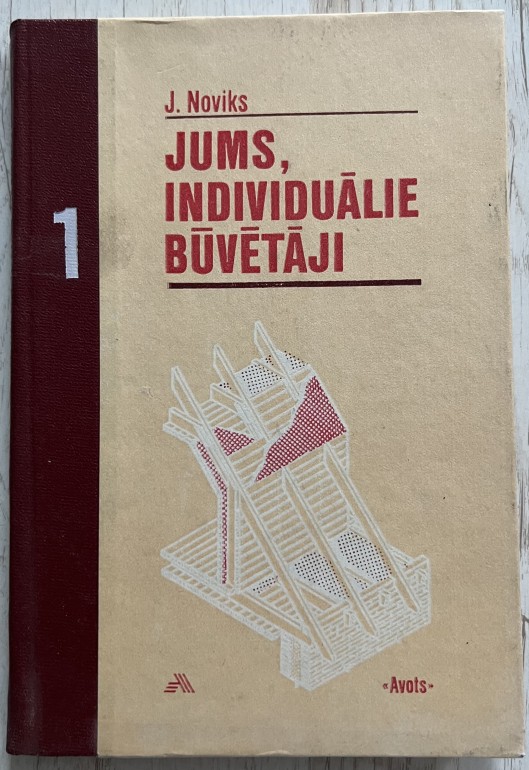 J. Noviks
JUMS,
INDIVIDUĀLIE
BŪVĒTĀJI
1
«Avots»